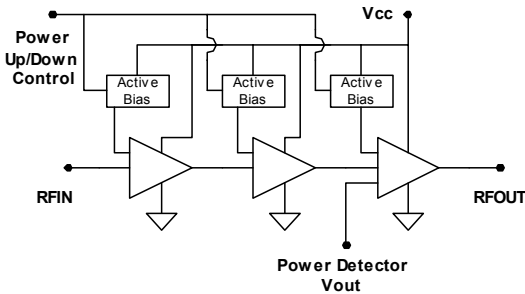 Power
Up/Down
Control
Vcc
Active
Bias
Active
Bias
Active
Bias
RFIN
RFOUT
Power Detector
Vout